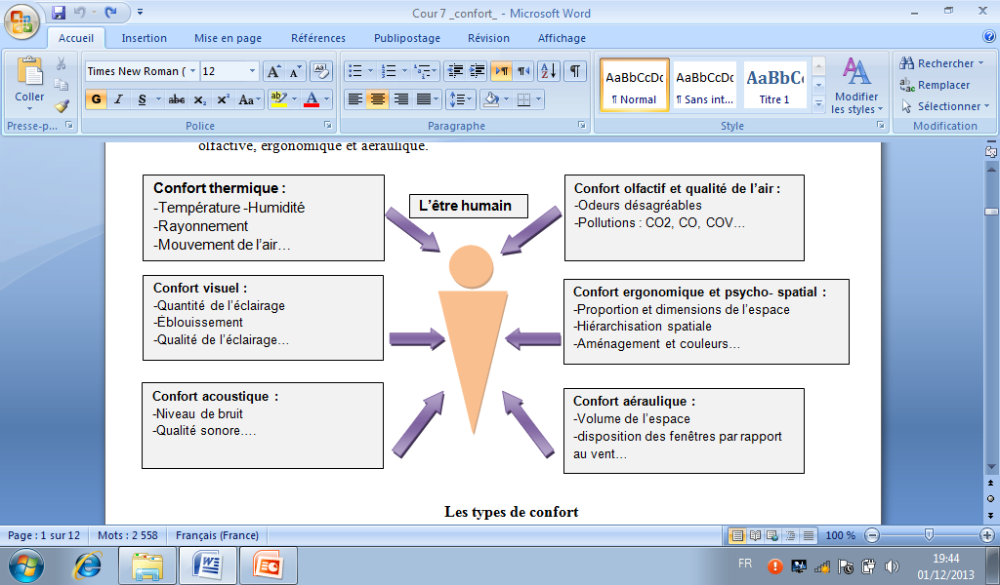 Cour 7 _confort_ - Microsoft Word
Accueil
Insertion
Mise en page
Références
Publipostage
Révision
Affichage
Coller
Presse-p...
Times New Roman (
12
A A Aa
G I S abc x₂ x² Aa ab A
Police
A Z ¶
Paragraphe
AaBbCcDc
¶ Normal
AaBbCcDc
¶ Sans int...
AaBbC
Titre 1
Modifier
les styles
Style
Rechercher
Remplacer
Sélectionner
Modification
olfactive, ergonomique et aéraulique.
Confort thermique :
-Température -Humidité
-Rayonnement
-Mouvement de l’air…
L’être humain
Confort olfactif et qualité de l’air :
-Odeurs désagréables
-Pollutions : CO2, CO, COV…
Confort visuel :
-Quantité de l’éclairage
-Éblouissement
-Qualité de l’éclairage…
Confort ergonomique et psycho- spatial :
-Proportion et dimensions de l’espace
-Hiérarchisation spatiale
-Aménagement et couleurs…
Confort acoustique :
-Niveau de bruit
-Qualité sonore….
Confort aéraulique :
-Volume de l’espace
-disposition des fenêtres par rapport
au vent…
Les types de confort
Page : 1 sur 12
Mots : 2 558
Français (France)
100 %
FR
19:44
01/12/2013